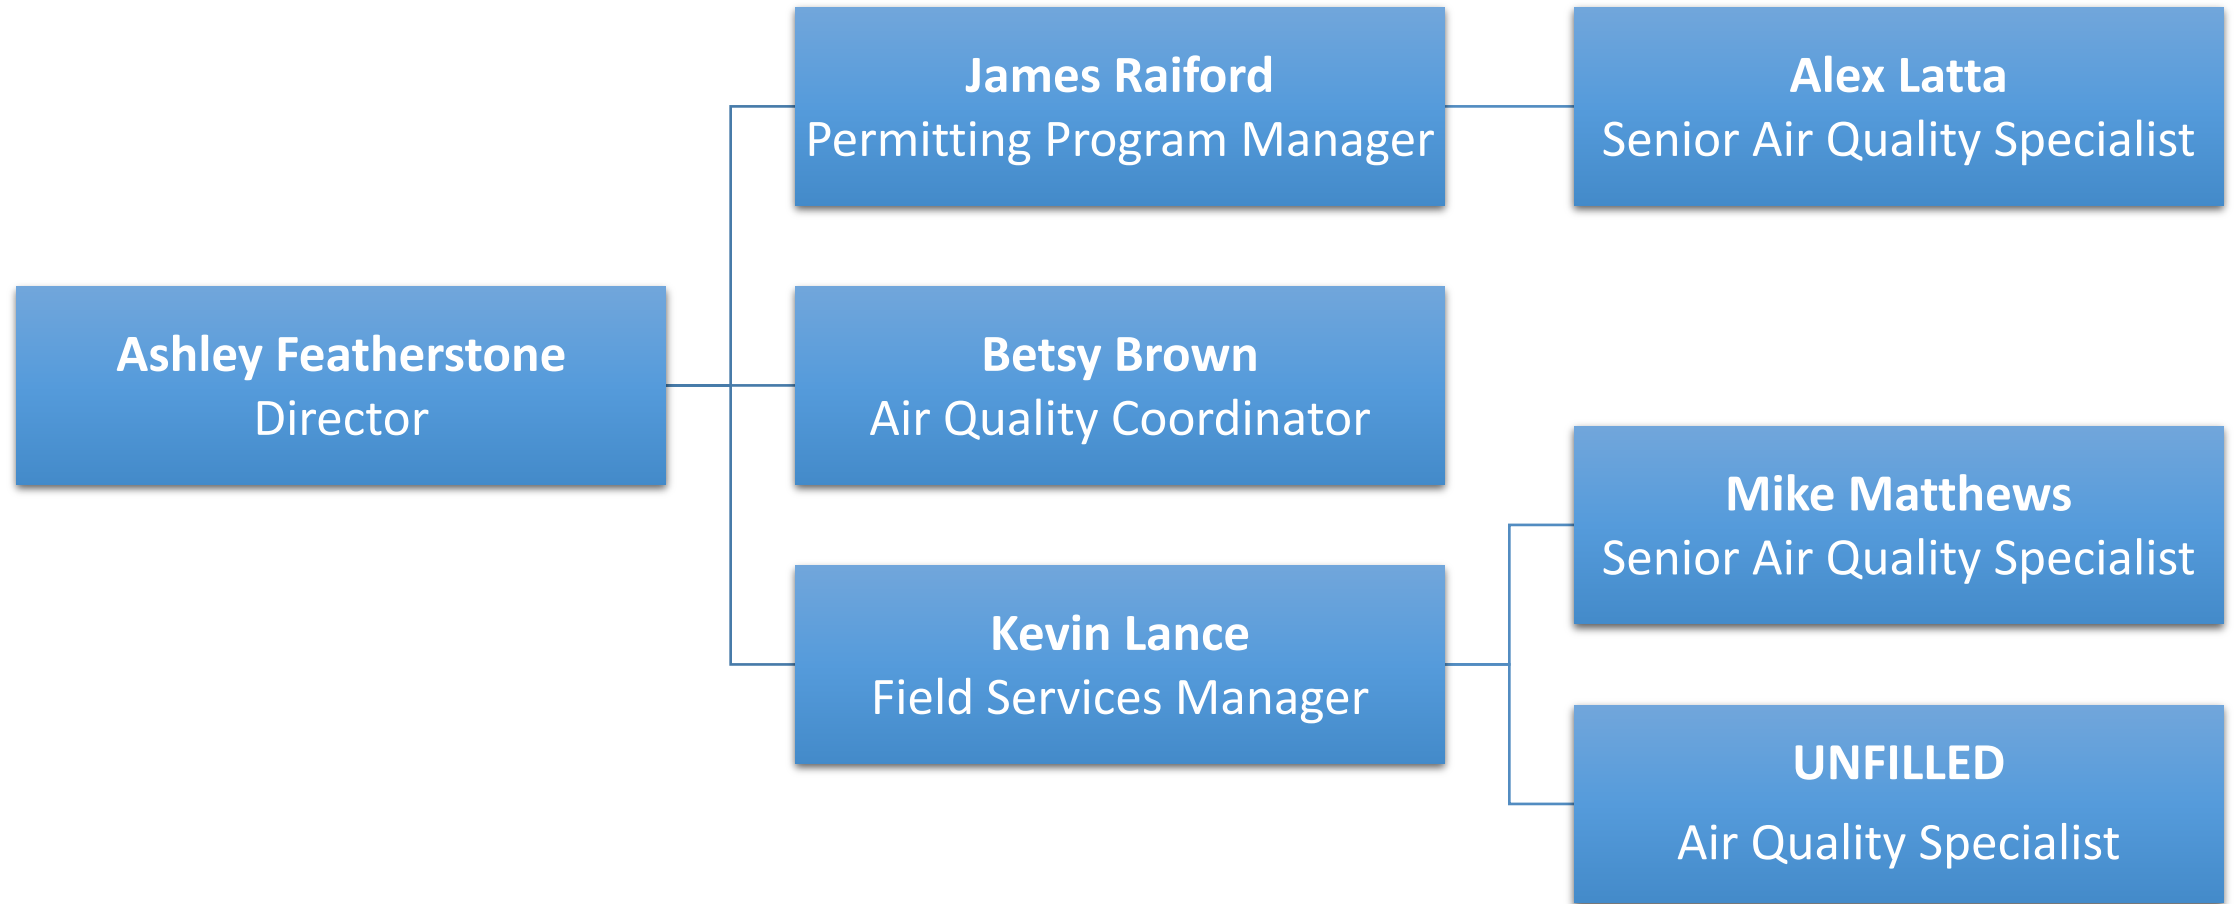 James Raiford
Permitting Program Manager
Alex Latta
Senior Air Quality Specialist
Ashley Featherstone
Director
Betsy Brown
Air Quality Coordinator
Mike Matthews
Senior Air Quality Specialist
Kevin Lance
Field Services Manager
UNFILLED
Air Quality Specialist